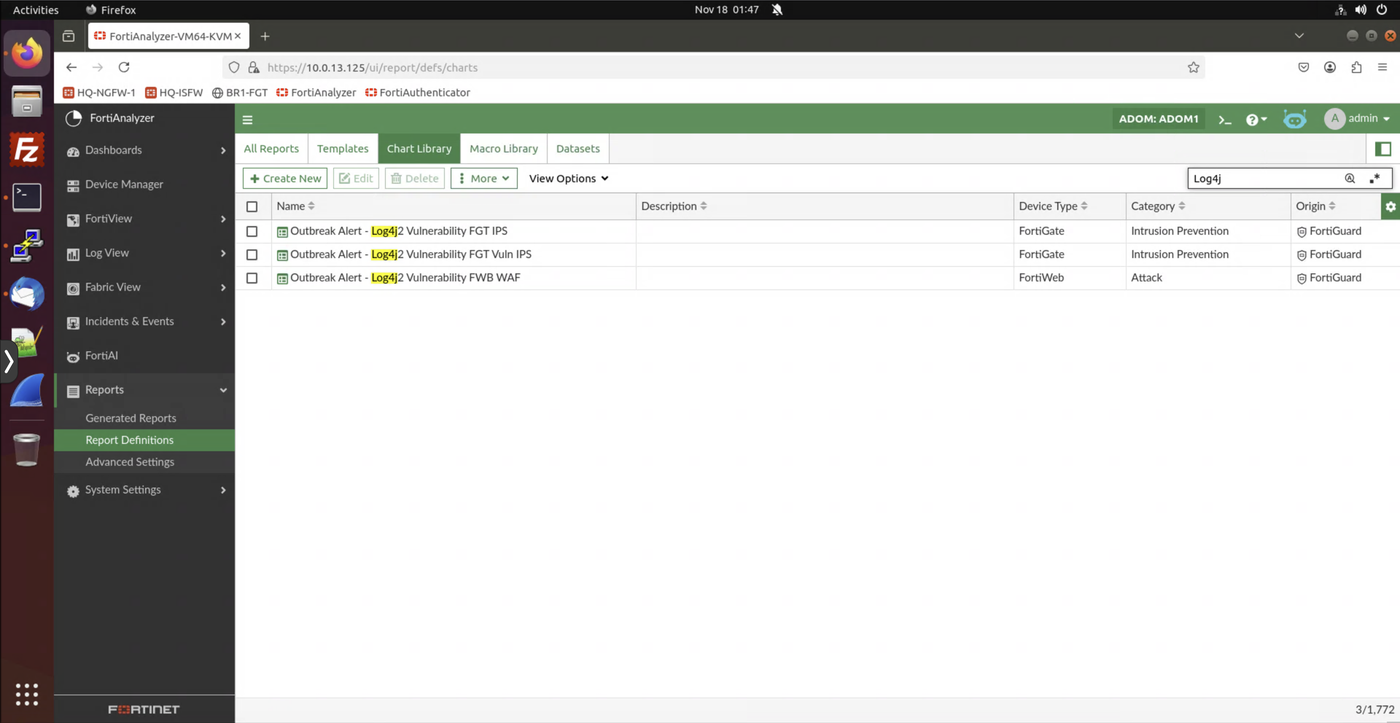 Activities Firefox Nov 18 01:47
FortiAnalyzer-VM64-KVM
https://10.0.13.125/ui/report/defs/charts
HQ-NGFW-1 HQ-ISFW BR1-FGT FortiAnalyzer FortiAuthenticator
FortiAnalyzer ADOM: ADOM1 A admin
Dashboards
Device Manager
FortiView
Log View
Fabric View
Incidents & Events
FortiAI
Reports
Generated Reports
Report Definitions
Advanced Settings
System Settings
FORTINET
All Reports Templates Chart Library Macro Library Datasets
+ Create New Edit Delete More View Options Log4j
Name Description Device Type Category Origin
Outbreak Alert - Log4j2 Vulnerability FGT IPS FortiGate Intrusion Prevention FortiGuard
Outbreak Alert - Log4j2 Vulnerability FGT Vuln IPS FortiGate Intrusion Prevention FortiGuard
Outbreak Alert - Log4j2 Vulnerability FWB WAF FortiWeb Attack FortiGuard
3/1,772